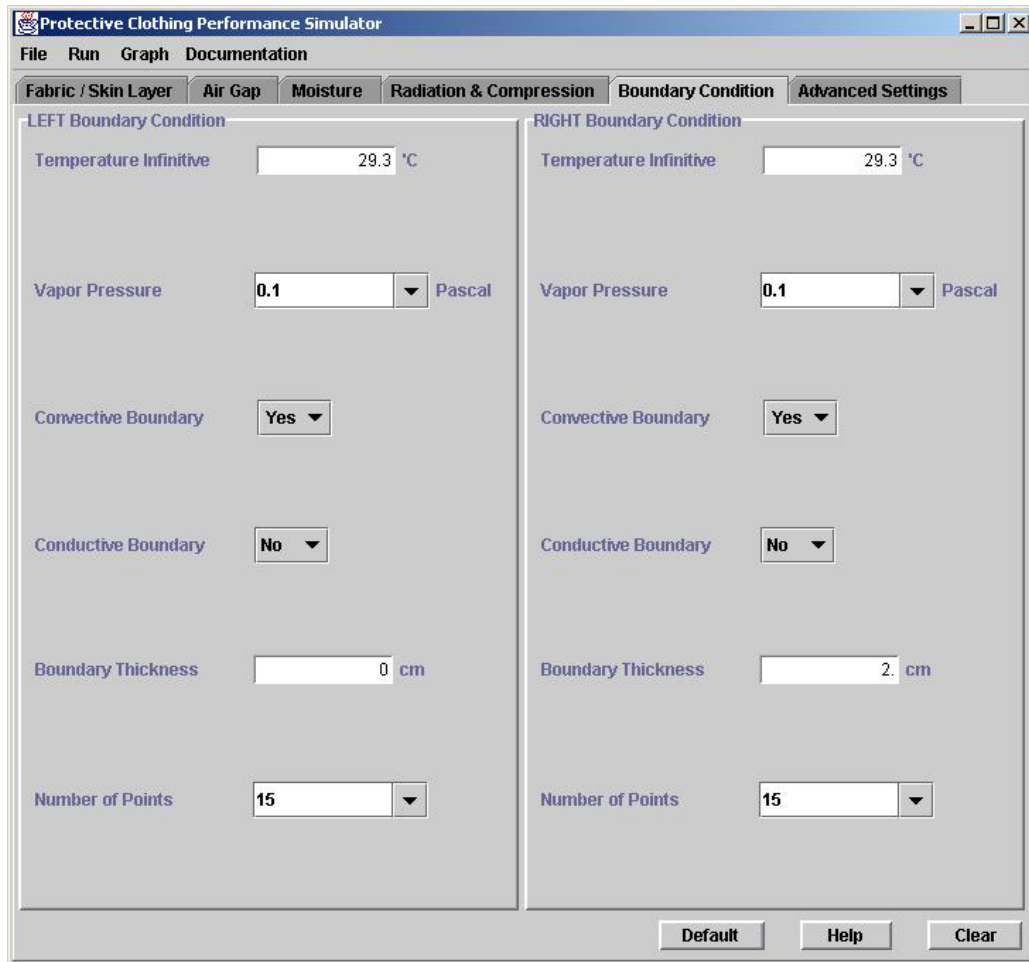 Protective Clothing Performance Simulator
File Run Graph Documentation
Fabric / Skin Layer Air Gap Moisture Radiation & Compression Boundary Condition Advanced Settings
LEFT Boundary Condition
Temperature Infinitive 29.3 'C
Vapor Pressure 0.1 Pascal
Convective Boundary Yes
Conductive Boundary No
Boundary Thickness 0 cm
Number of Points 15
RIGHT Boundary Condition
Temperature Infinitive 29.3 'C
Vapor Pressure 0.1 Pascal
Convective Boundary Yes
Conductive Boundary No
Boundary Thickness 2. cm
Number of Points 15
Default Help Clear